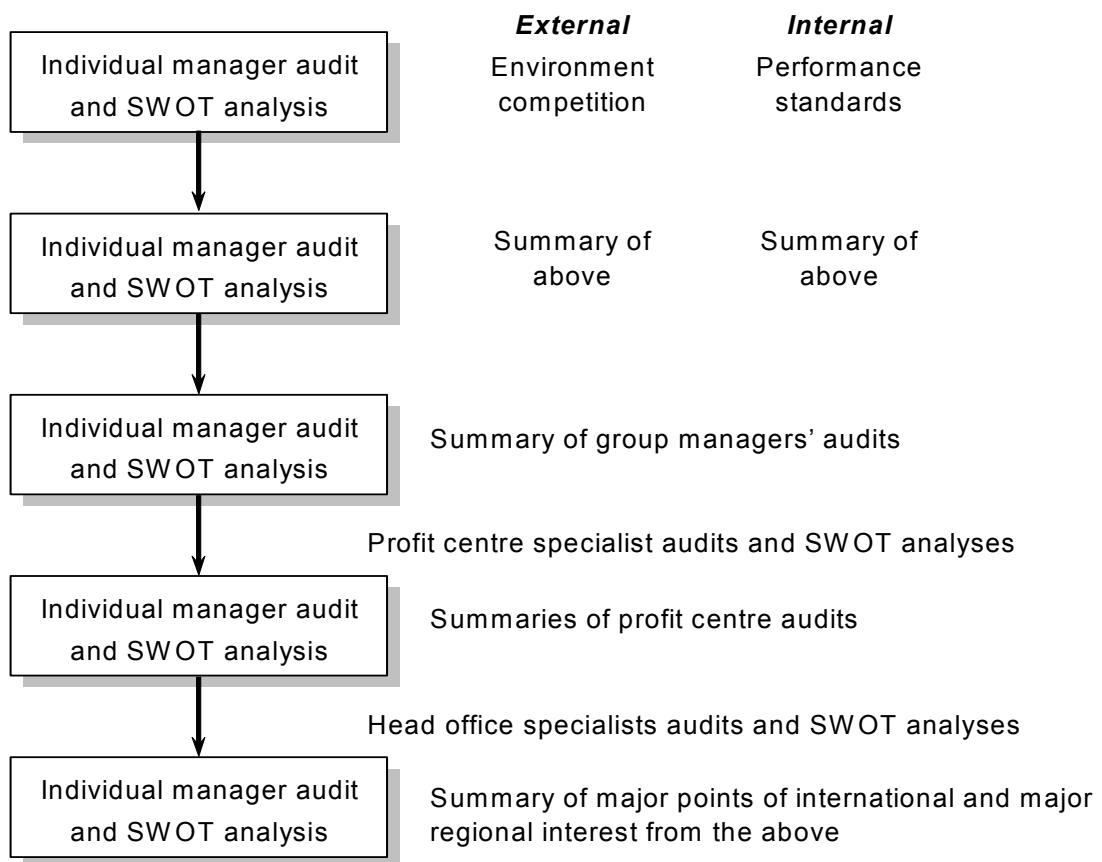 External Internal
Individual manager audit
and SWOT analysis
Environment
competition
Performance
standards
Individual manager audit
and SWOT analysis
Summary of
above
Summary of
above
Individual manager audit
and SWOT analysis
Summary of group managers’ audits
Profit centre specialist audits and SWOT analyses
Individual manager audit
and SWOT analysis
Summaries of profit centre audits
Head office specialists audits and SWOT analyses
Individual manager audit
and SWOT analysis
Summary of major points of international and major
regional interest from the above